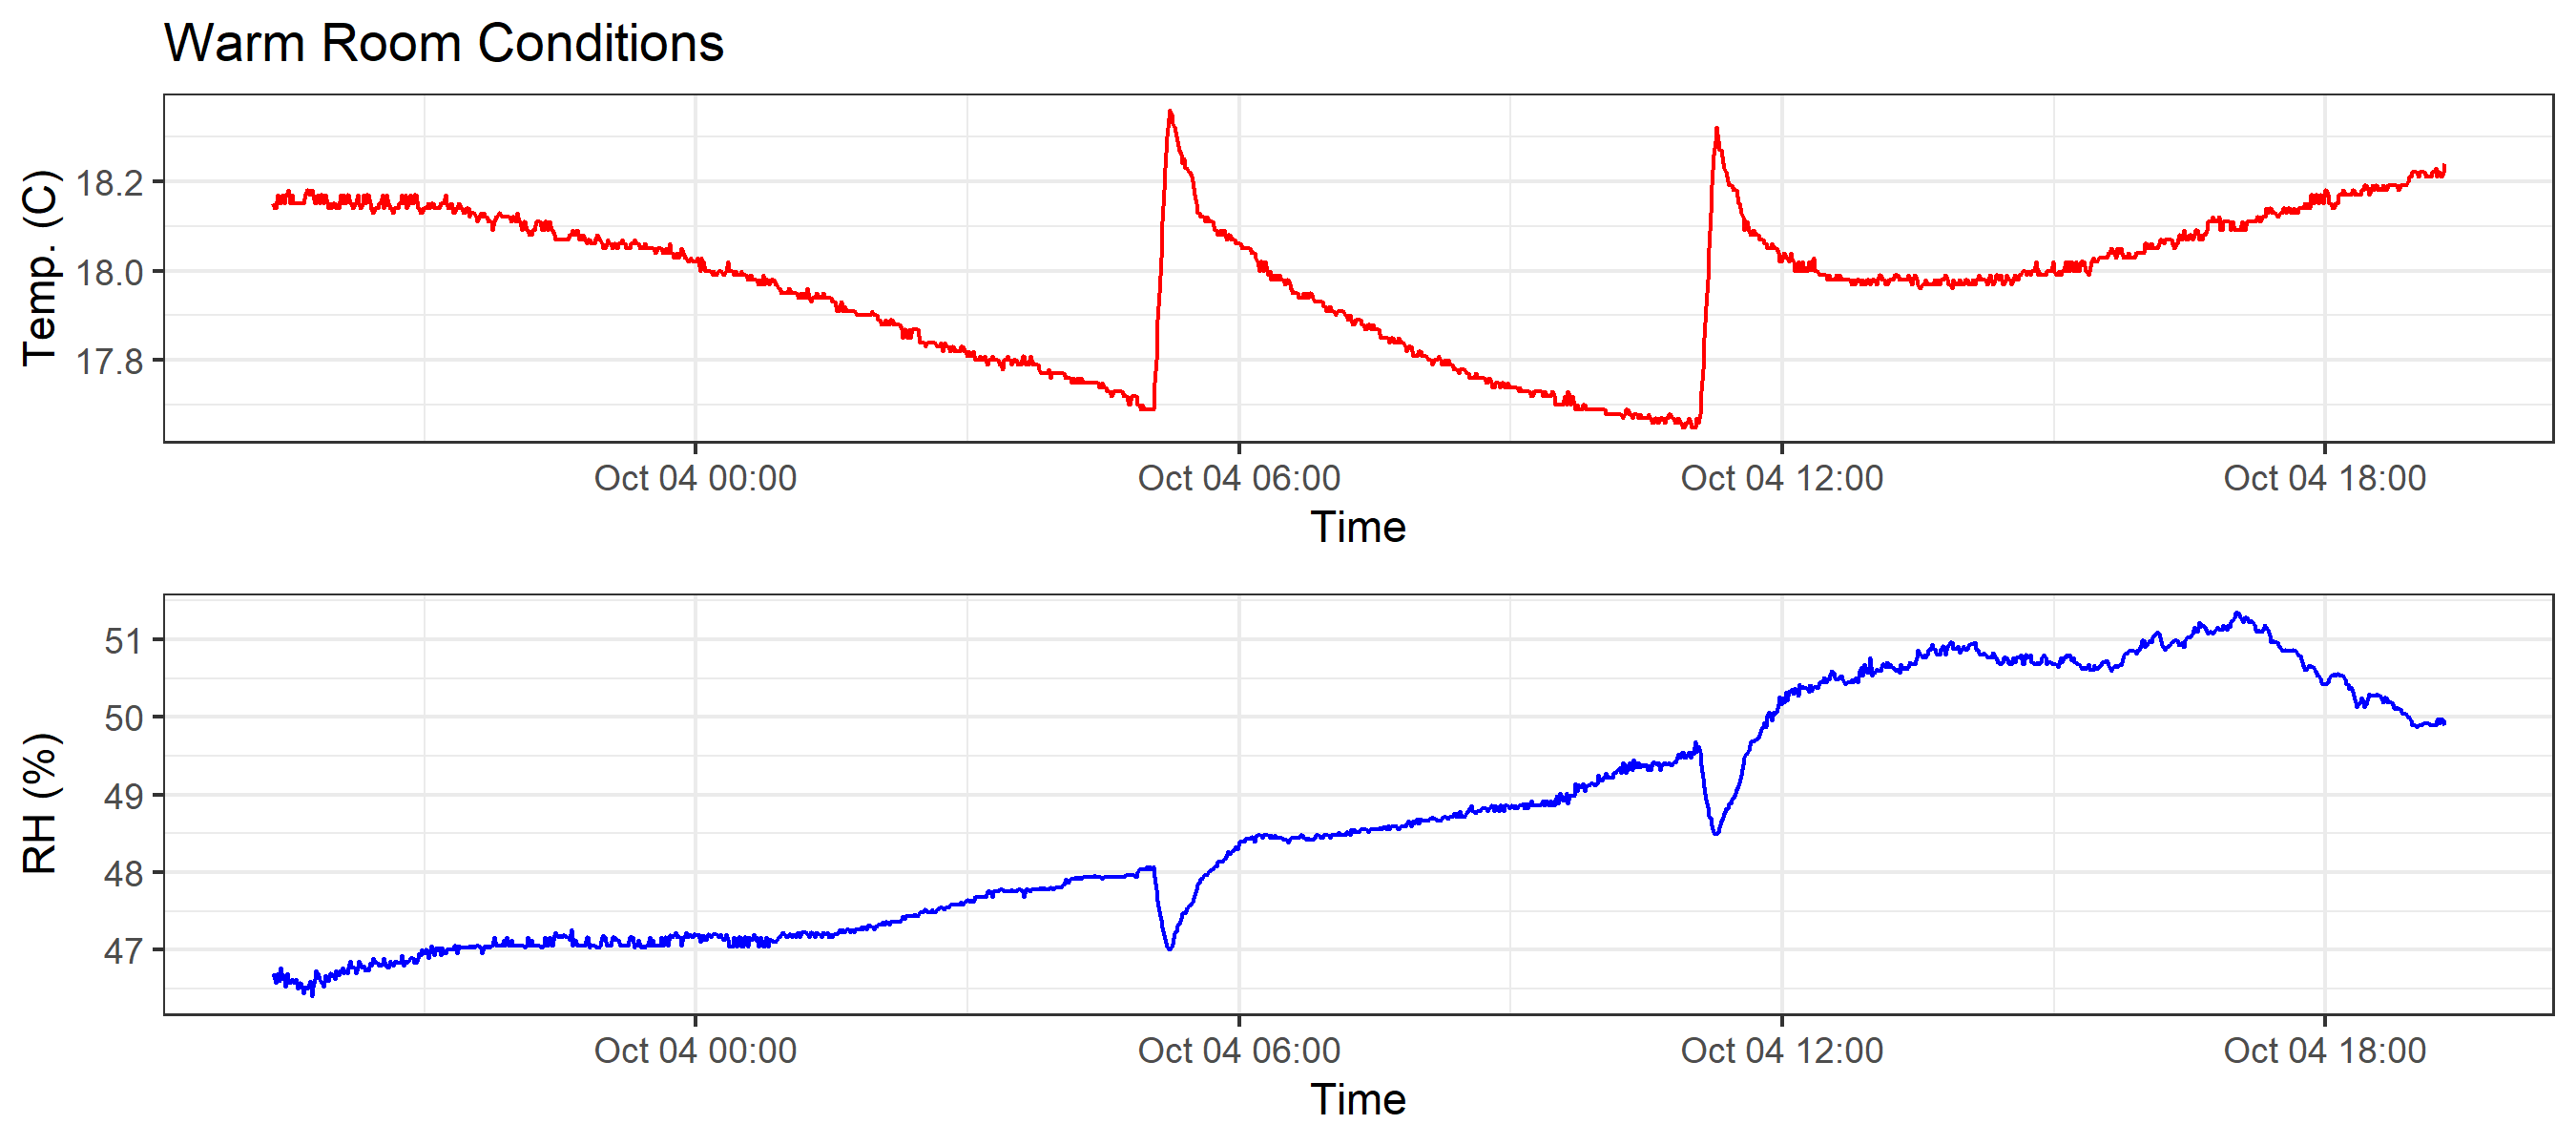 Warm Room Conditions
Temp. (C)
18.2
18.0
17.8
Oct 04 00:00 Oct 04 06:00 Oct 04 12:00 Oct 04 18:00
Time
RH (%)
51
50
49
48
47
Oct 04 00:00 Oct 04 06:00 Oct 04 12:00 Oct 04 18:00
Time